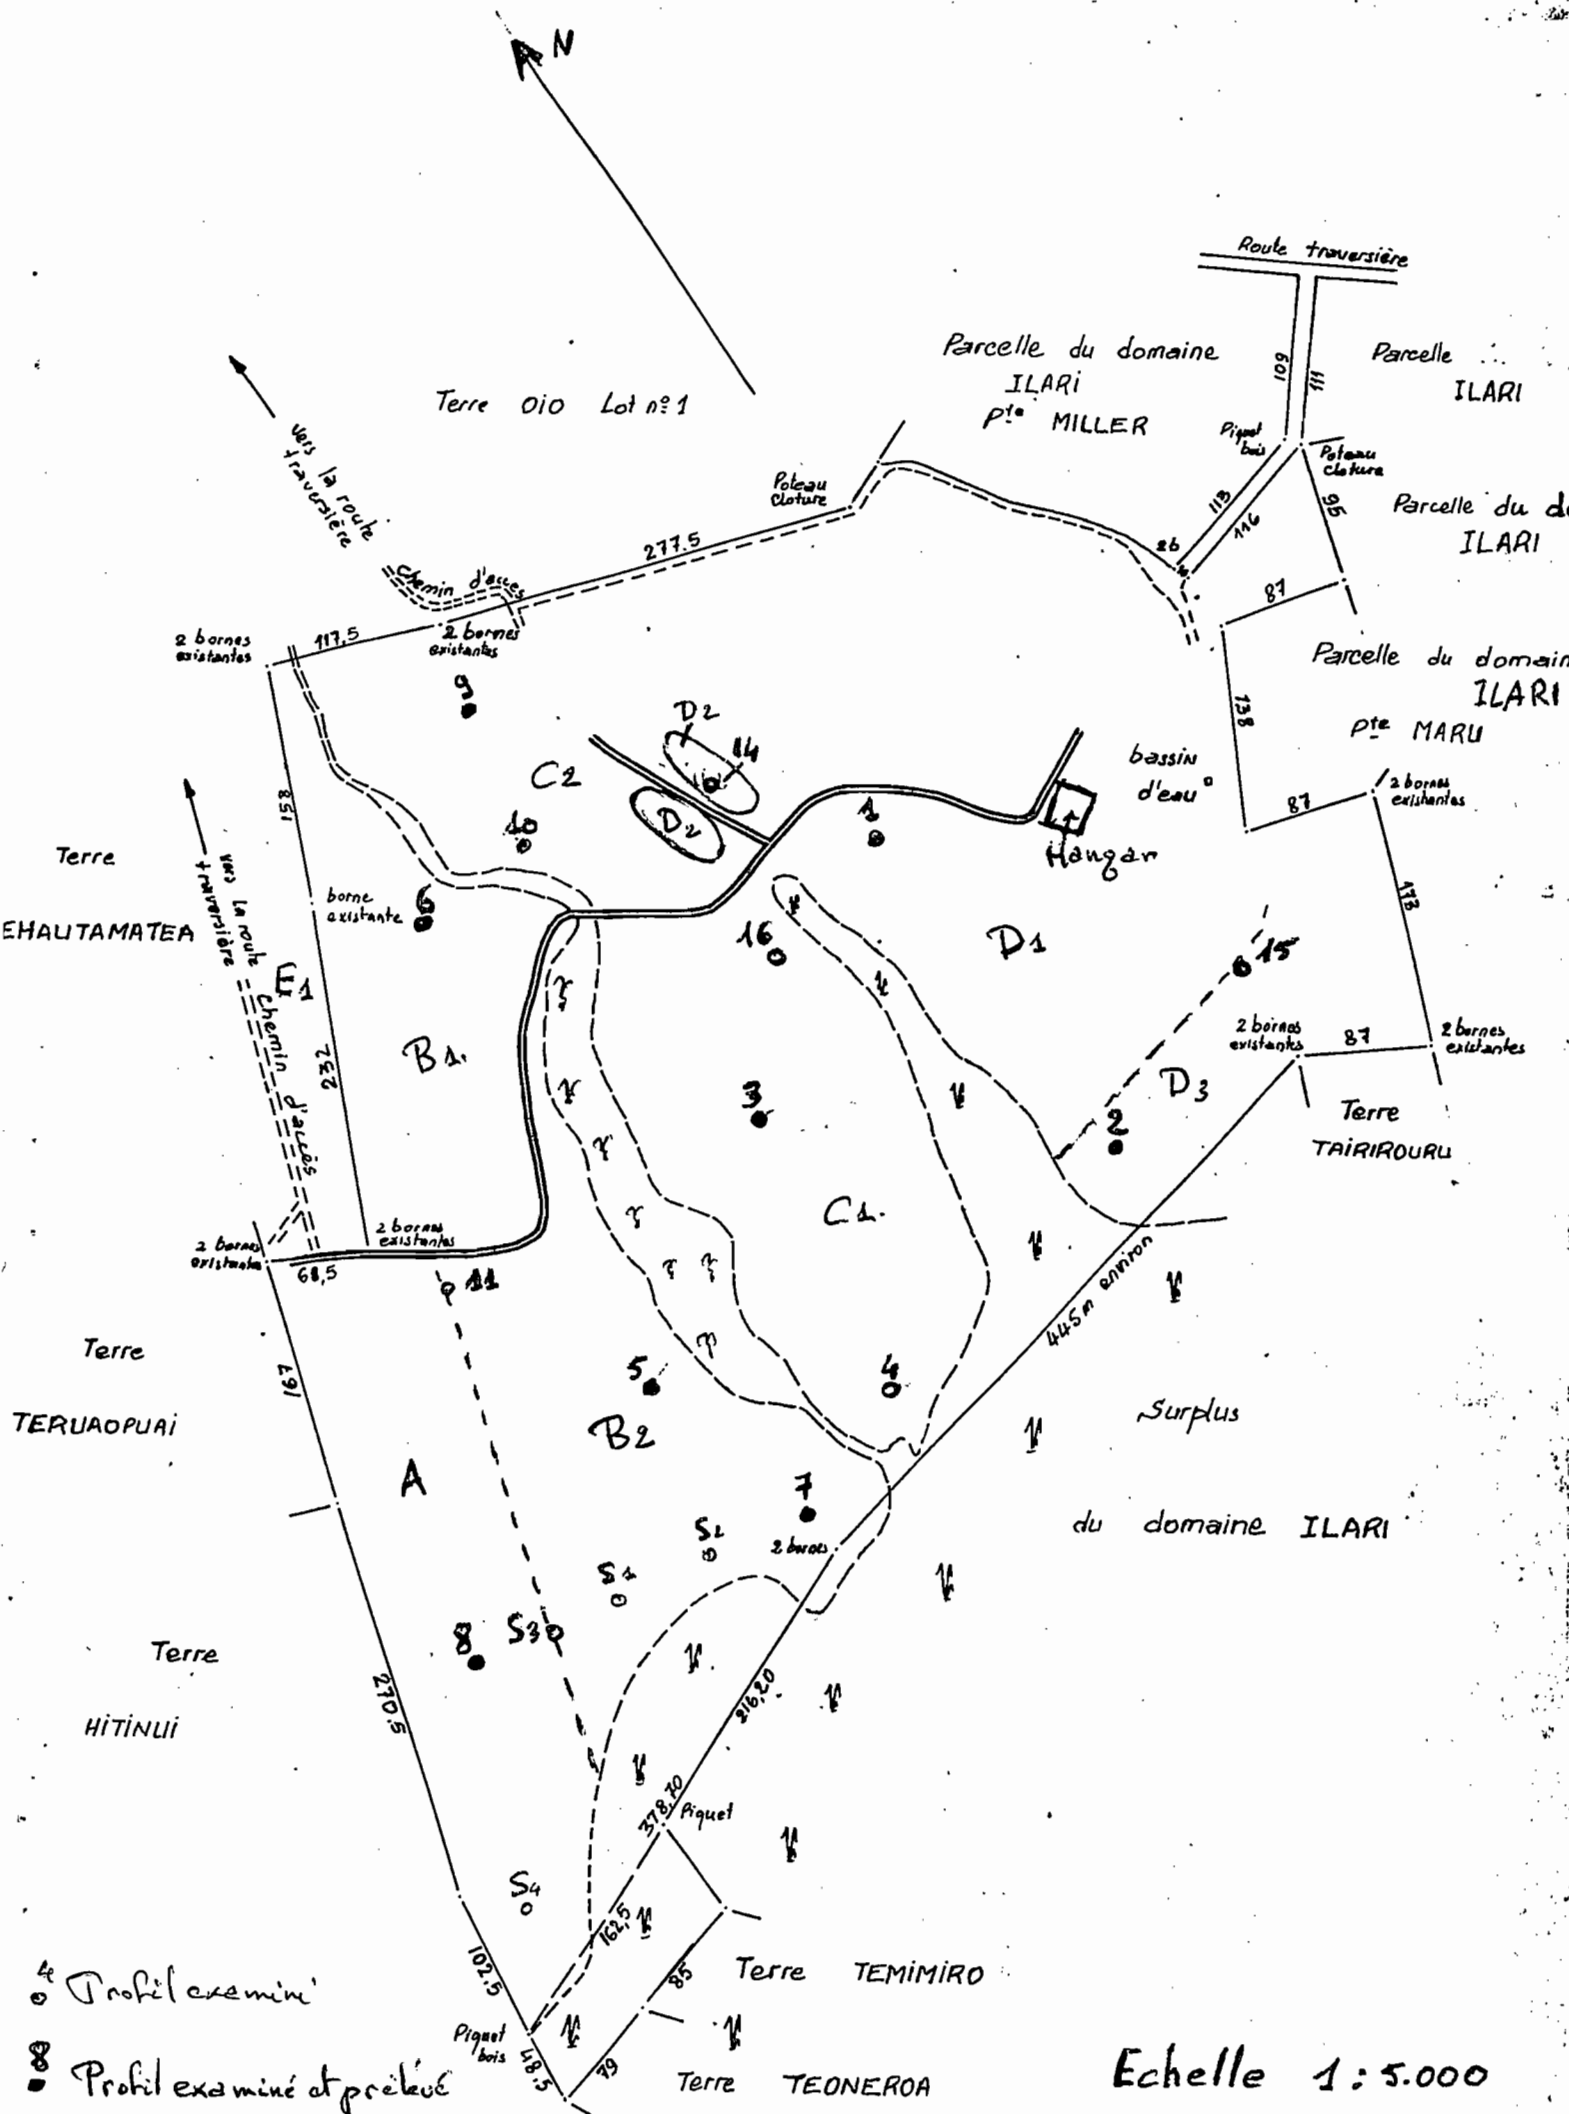 N
Route traversière
109
111
Parcelle du domaine
ILARI
Pte MILLER
Parcelle
ILARI
Terre OIO Lot nº 1
Piquet
bois
Poteau
cloture
vers la route
traversière
Poteau
cloture
113
116
95
Parcelle du d
ILARI
277.5
26
Chemin d'acces
87
117,5
2 bornes
existantes
2 bornes
existantes
Parcelle du domain
ILARI
Pte MARU
138
9
D2
14
C2
bassin
d'eau
2 bornes
existantes
158
87
D2
10
1
Hangar
Terre
EHAUTAMATEA
vers la route
traversière
borne
existante
6
173
16
D1
15
E1
Chemin d'accès
232
B1.
2 bornes
existantes
87
2 bornes
existantes
3
D3
2
Terre
TAIRIROURU
C1.
2 bornes
existantes
2 bornes
existantes
68,5
11
445m environ
Terre
TERUAOPUAI
167
5
4
Surplus
B2
A
7
du domaine ILARI
S2
2 bornes
S1
8
S3
Terre
HITINUI
270.5
216,20
378,70
Piquet
S4
162,5
102,5
85
Terre TEMIMIRO
4
Profil examiné
Piquet
bois
48.5
79
8
Profil examiné et prélevé
Terre TEONEROA
Echelle 1 : 5.000